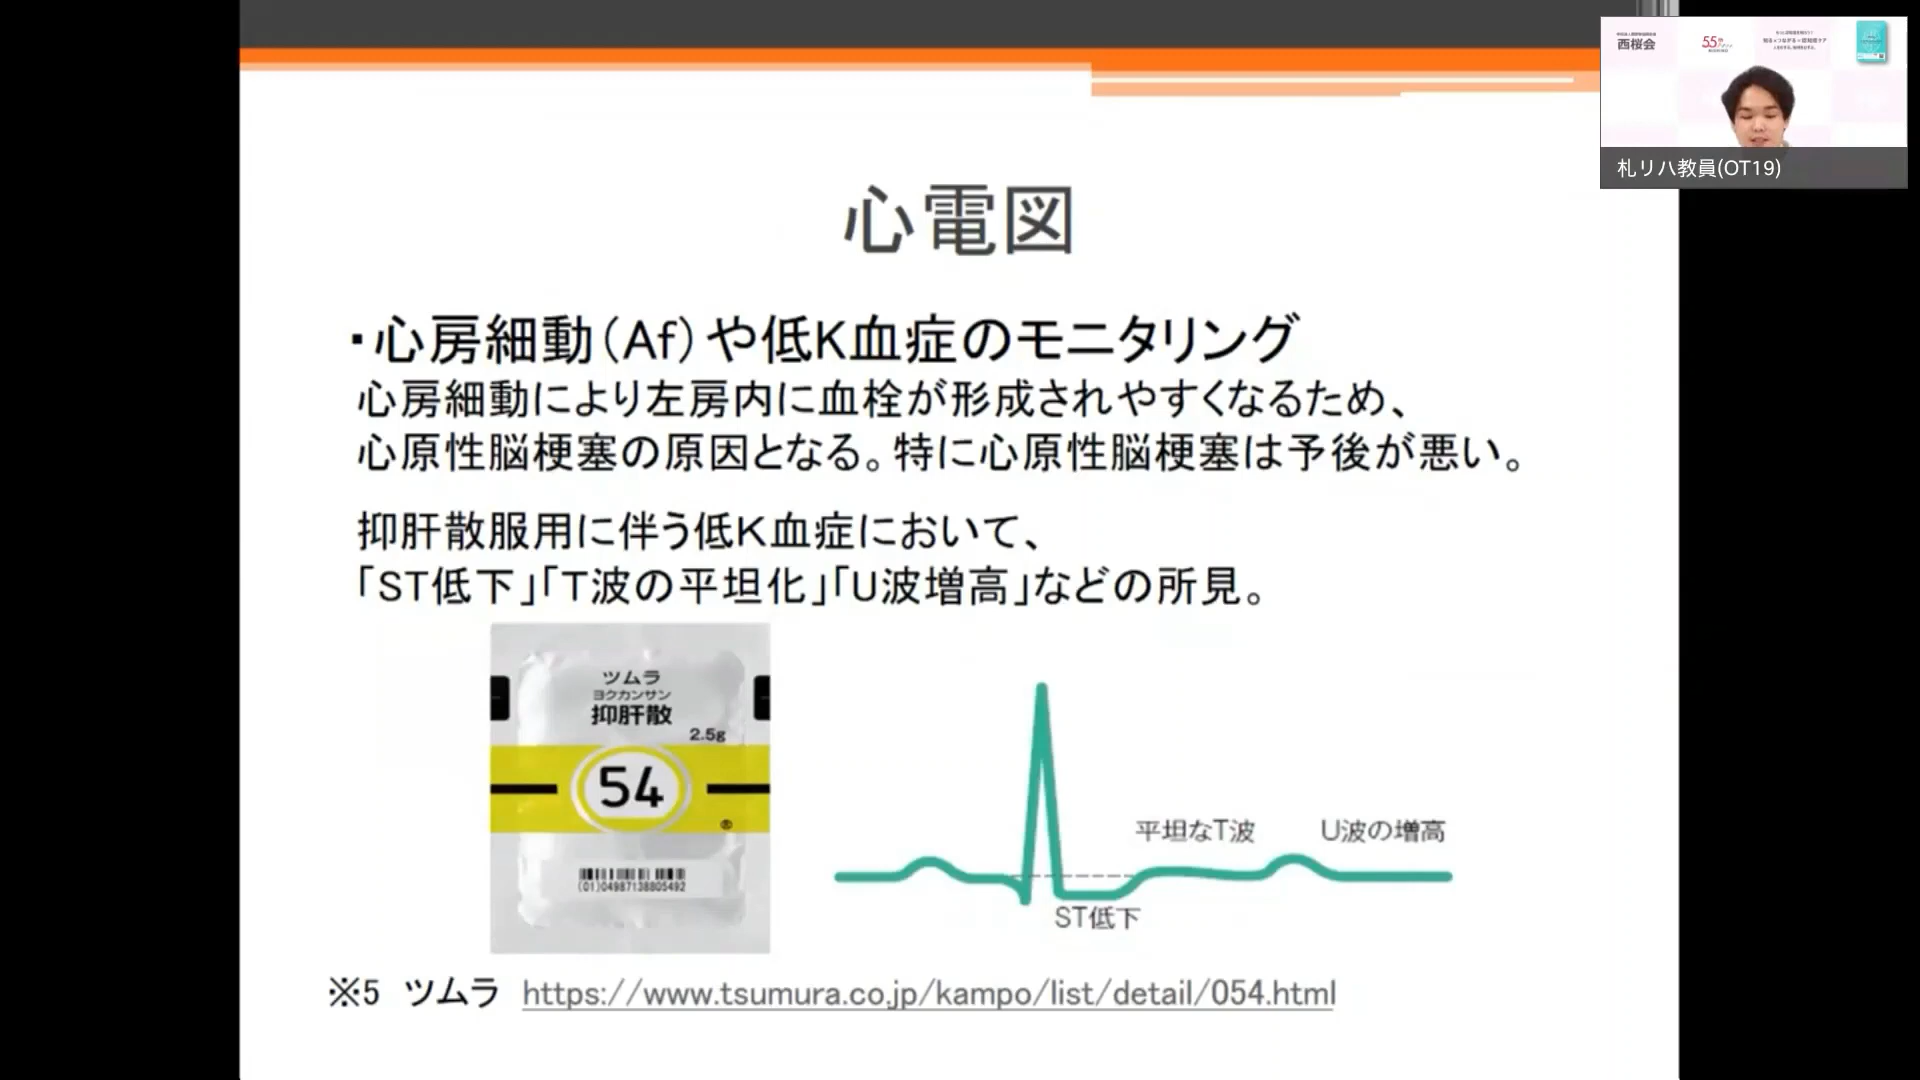 西桜会
札リハ教員(OT19)
心電図
・心房細動(Af)や低K血症のモニタリング
心房細動により左房内に血栓が形成されやすくなるため、
心原性脳梗塞の原因となる。特に心原性脳梗塞は予後が悪い。
抑肝散服用に伴う低K血症において、
「ST低下」「T波の平坦化」「U波増高」などの所見。
ツムラ
ヨクカンサン
抑肝散
2.5g
54
(01)04987138805492
平坦なT波
U波の増高
ST低下
※5 ツムラ https://www.tsumura.co.jp/kampo/list/detail/054.html